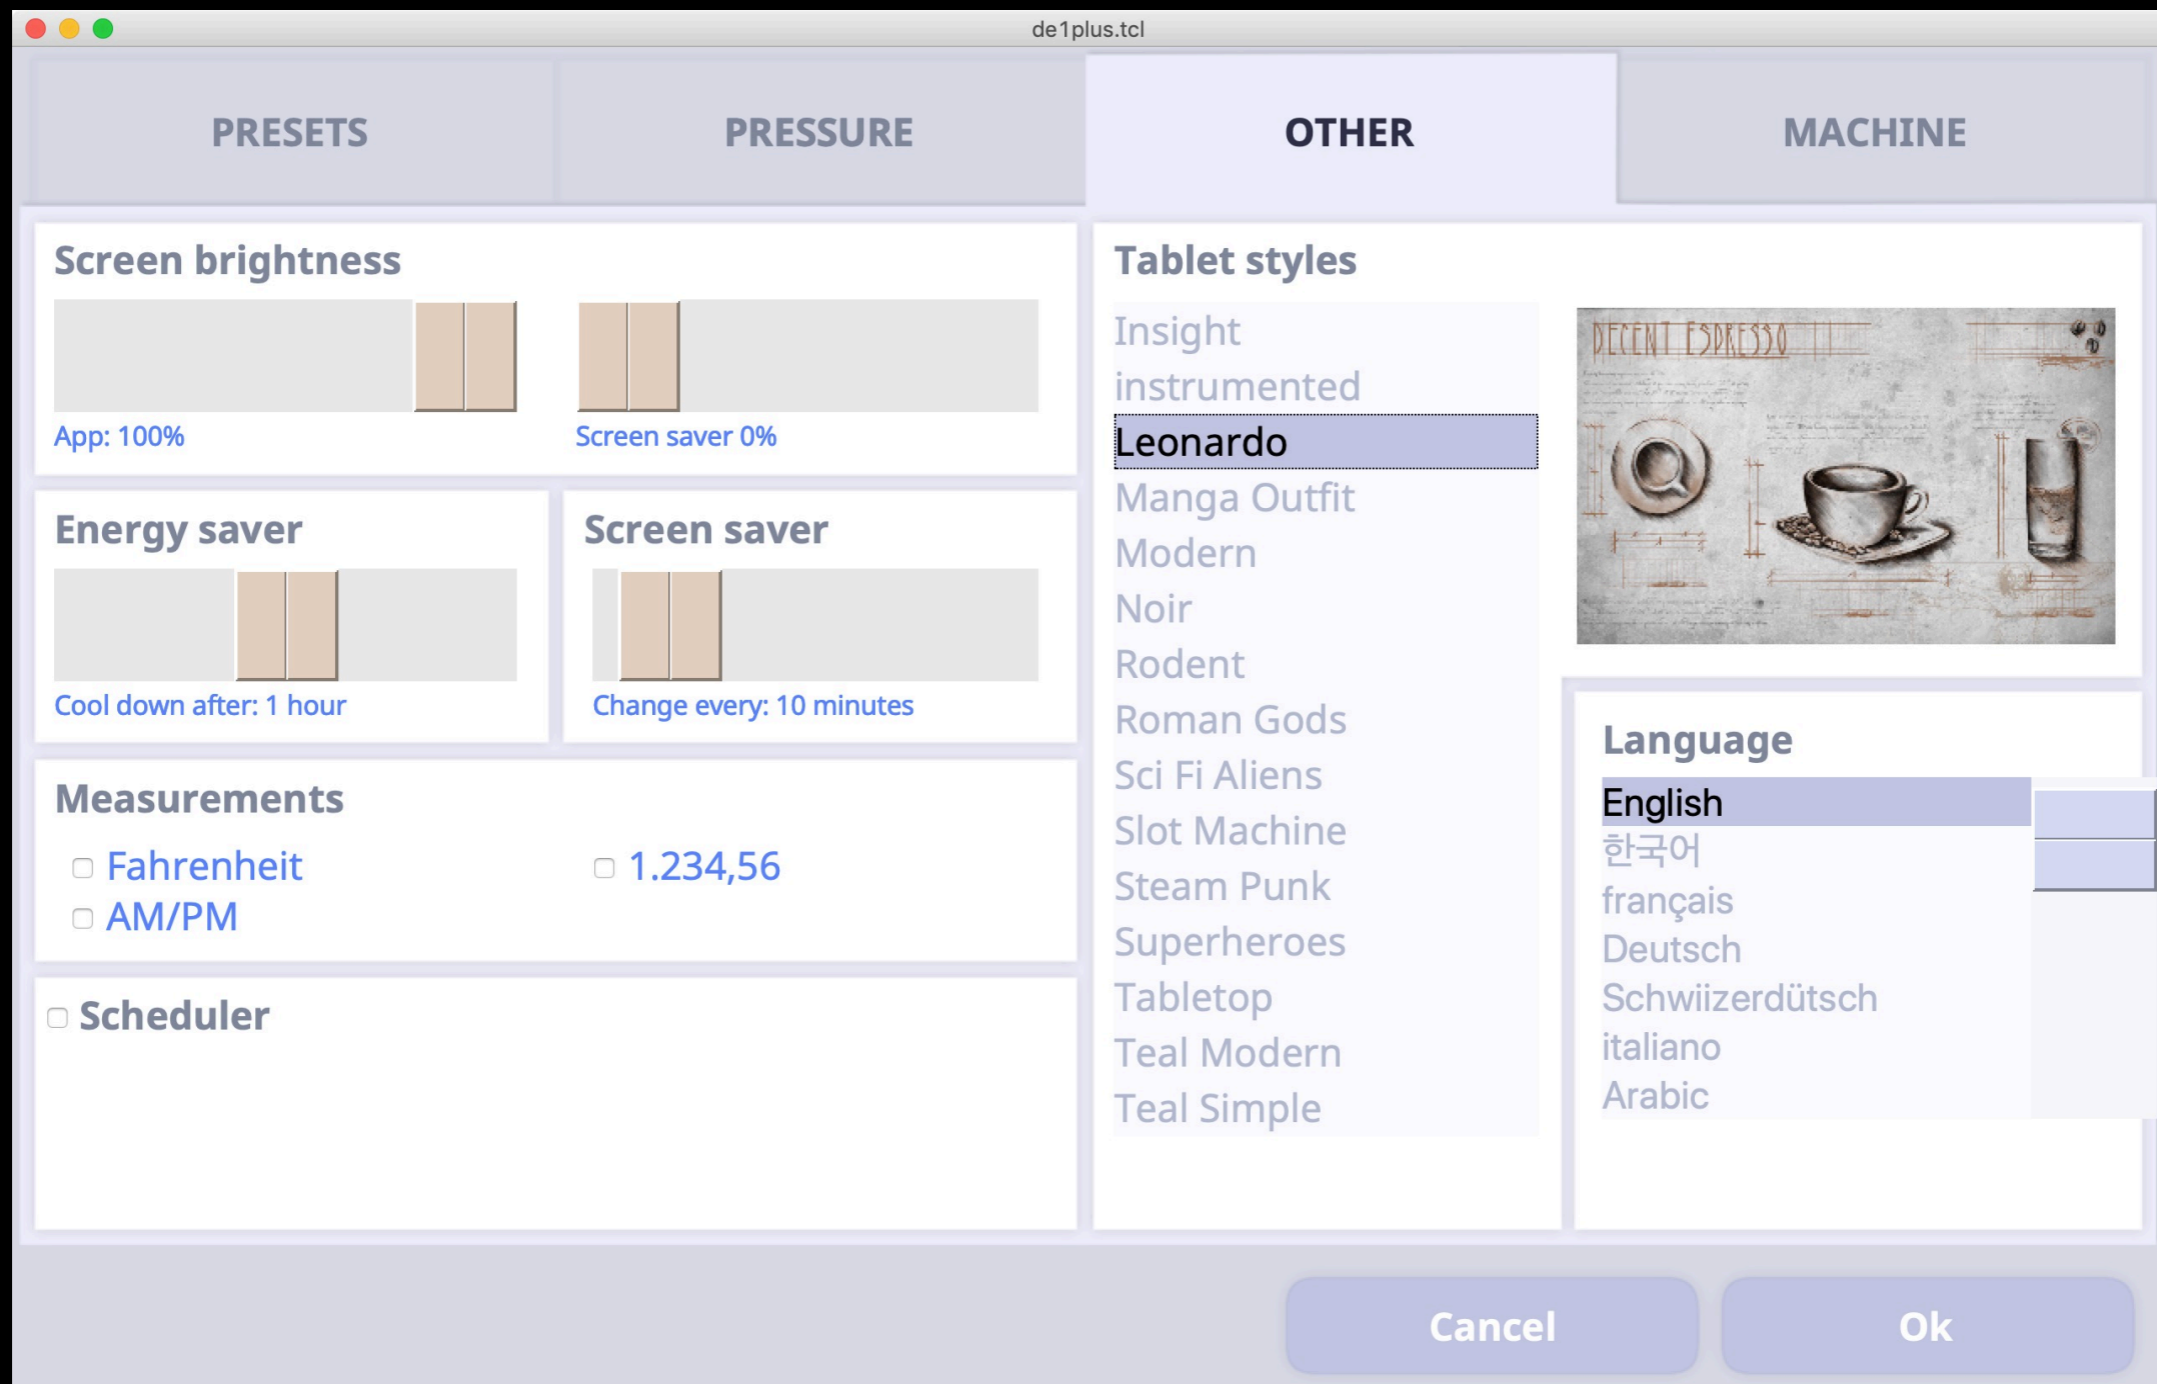 de1plus.tcl
PRESETS
PRESSURE
OTHER
MACHINE
Screen brightness
App: 100%
Screen saver 0%
Energy saver
Cool down after: 1 hour
Screen saver
Change every: 10 minutes
Measurements
Fahrenheit
1.234,56
AM/PM
Scheduler
Tablet styles
Insight
instrumented
Leonardo
Manga Outfit
Modern
Noir
Rodent
Roman Gods
Sci Fi Aliens
Slot Machine
Steam Punk
Superheroes
Tabletop
Teal Modern
Teal Simple
DECENT ESPRESSO
Language
English
한국어
français
Deutsch
Schwiizerdütsch
italiano
Arabic
Cancel
Ok